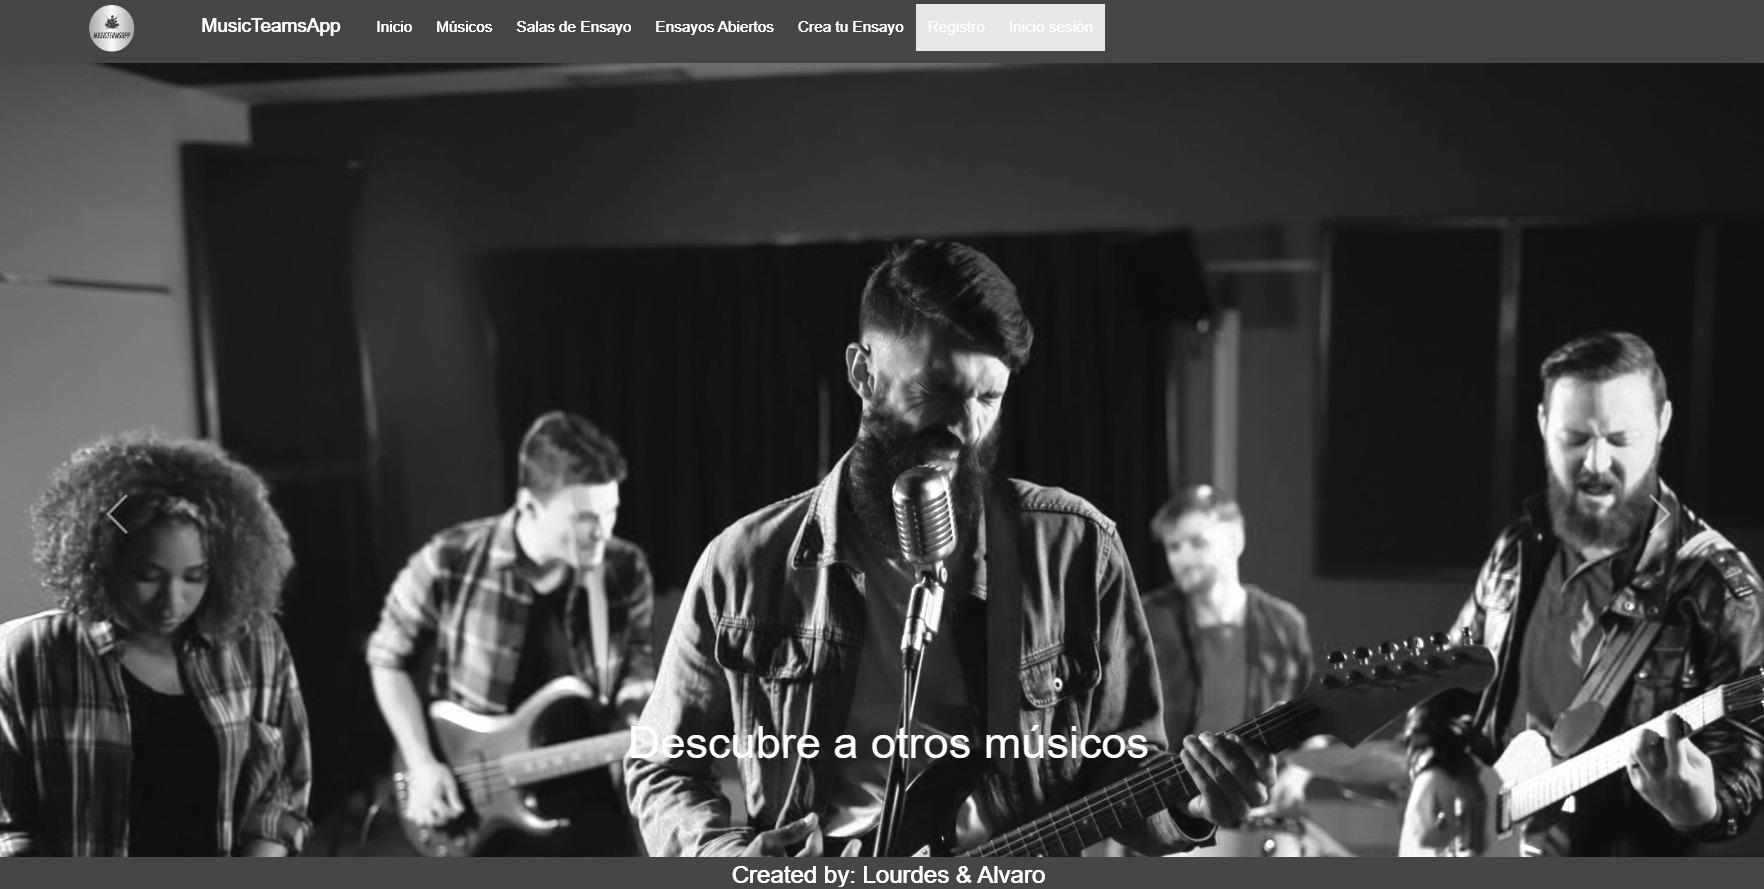 MUSICTEAMSAPP
MusicTeamsApp Inicio Músicos Salas de Ensayo Ensayos Abiertos Crea tu Ensayo Registro Inicio sesión
Descubre a otros músicos
Created by: Lourdes & Alvaro